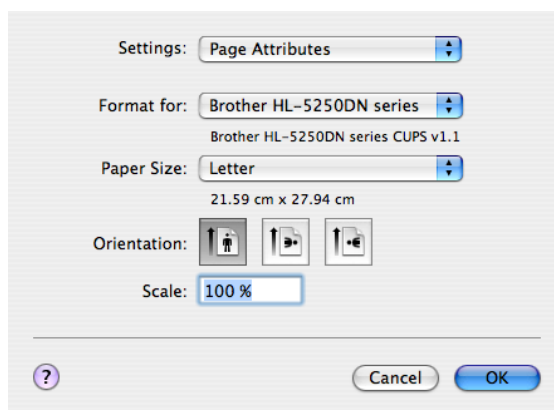 Settings: Page Attributes
Format for: Brother HL-5250DN series
Brother HL-5250DN series CUPS v1.1
Paper Size: Letter
21.59 cm x 27.94 cm
Orientation:
Scale: 100 %
? Cancel OK